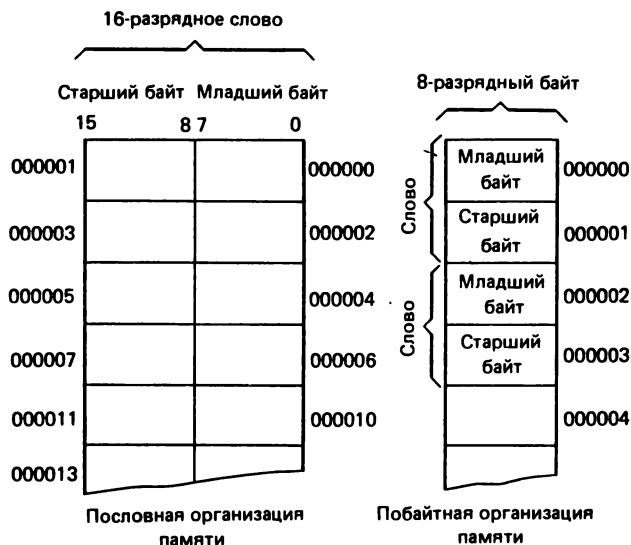 16-разрядное слово
Старший байт Младший байт
15 8 7 0
000001 000000
000003 000002
000005 000004
000007 000006
000011 000010
000013
Пословная организация
памяти
8-разрядный байт
Слово
Младший
байт
000000
Старший
байт
000001
Слово
Младший
байт
000002
Старший
байт
000003
000004
Побайтная организация
памяти